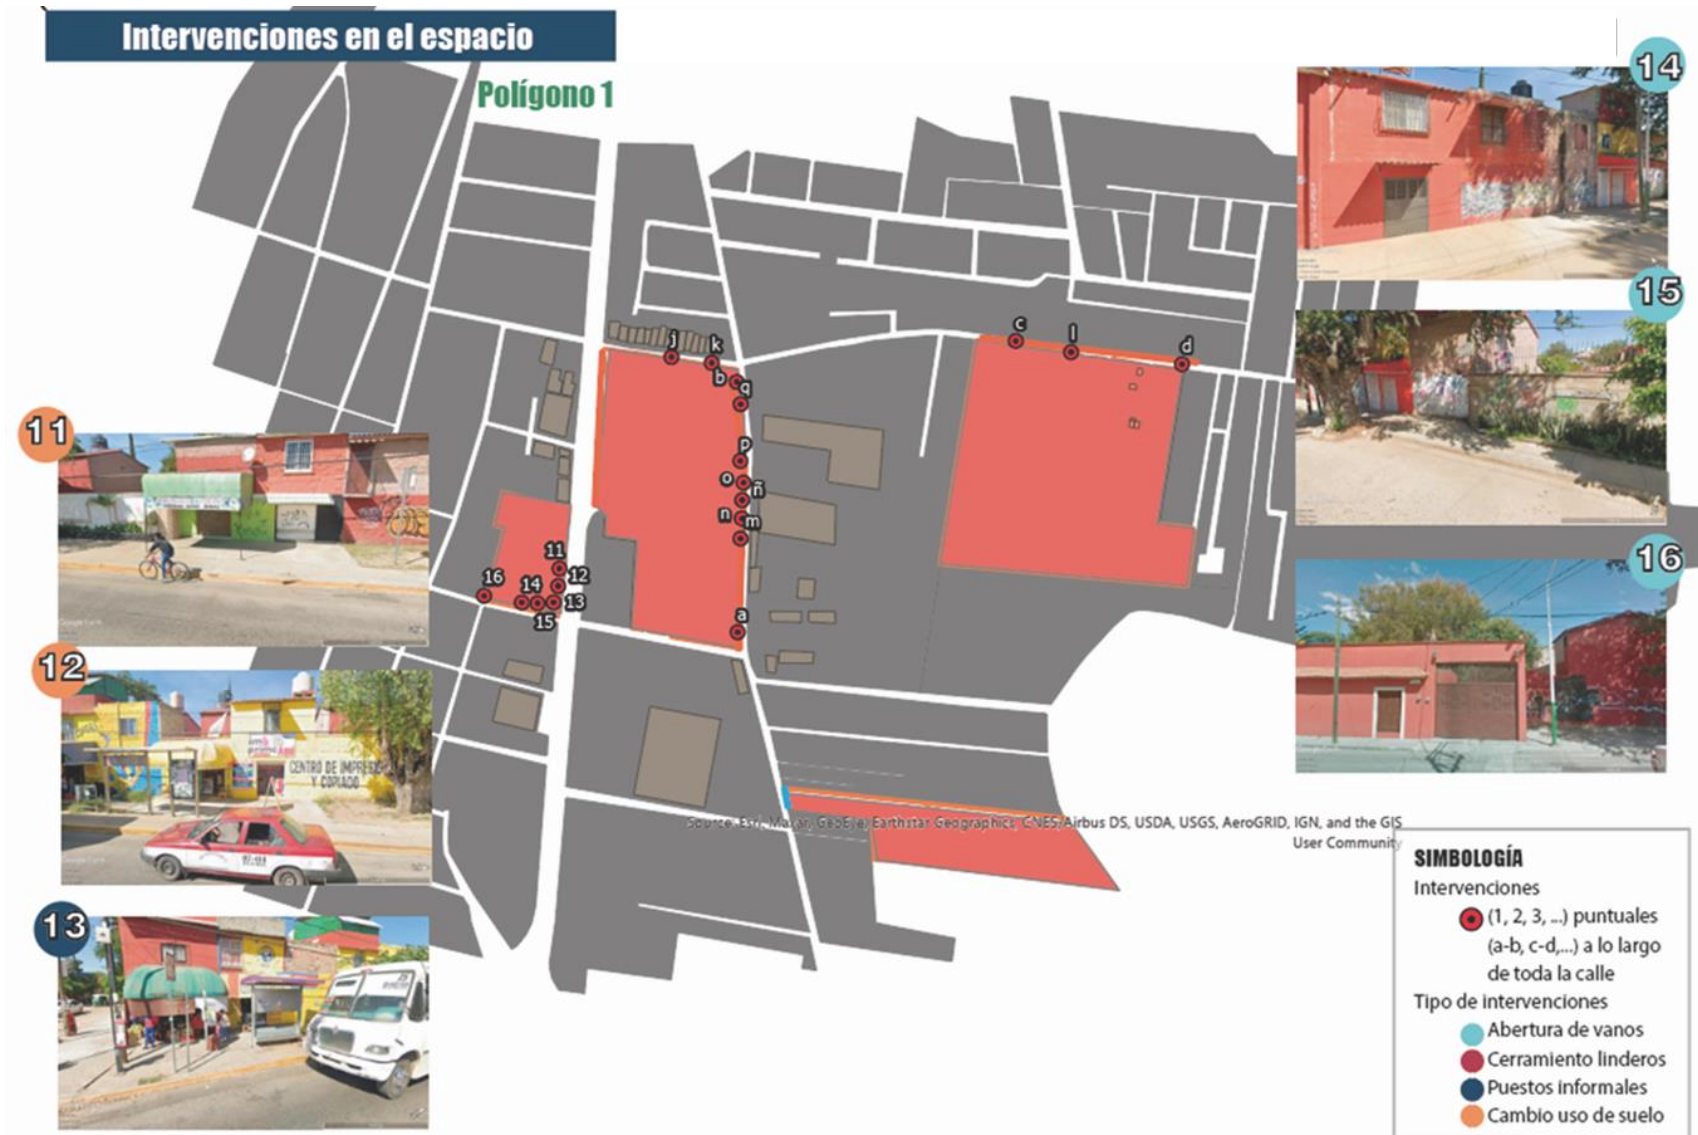 Intervenciones en el espacio
Polígono 1
14
15
16
11
12
CENTRO DE
Y COPIADO
13
j
k
b
q
p
o
ñ
n
m
a
c
l
d
11
12
13
14
15
16
Source: Esri, Maxar, GeoEye, Earthstar Geographics, CNES/Airbus DS, USDA, USGS, AeroGRID, IGN, and the GIS
User Community
SIMBOLOGÍA
Intervenciones
(1, 2, 3, ...) puntuales
(a-b, c-d,...) a lo largo
de toda la calle
Tipo de intervenciones
Abertura de vanos
Cerramiento linderos
Puestos informales
Cambio uso de suelo